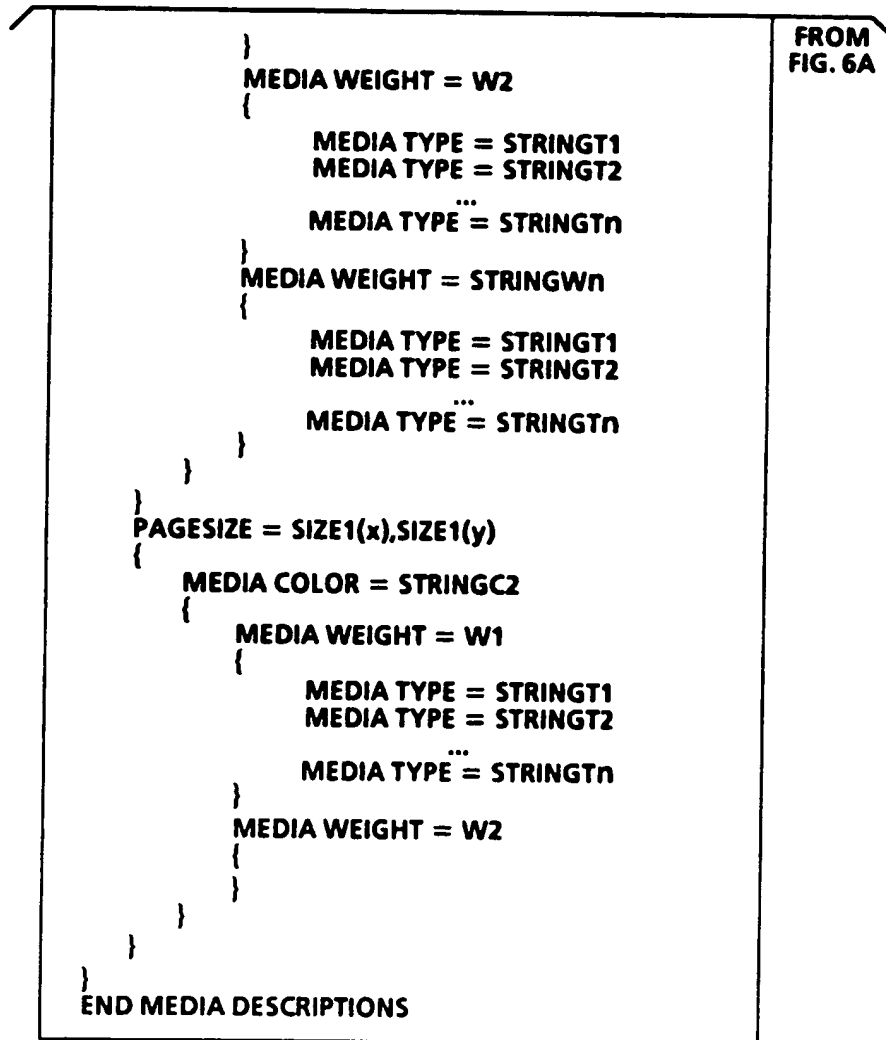 FROM
FIG. 6A
}
MEDIA WEIGHT = W2
{
MEDIA TYPE = STRINGT1
MEDIA TYPE = STRINGT2
...
MEDIA TYPE = STRINGTn
}
MEDIA WEIGHT = STRINGWn
{
MEDIA TYPE = STRINGT1
MEDIA TYPE = STRINGT2
...
MEDIA TYPE = STRINGTn
}
}
}
PAGESIZE = SIZE1(x),SIZE1(y)
{
MEDIA COLOR = STRINGC2
{
MEDIA WEIGHT = W1
{
MEDIA TYPE = STRINGT1
MEDIA TYPE = STRINGT2
...
MEDIA TYPE = STRINGTn
}
MEDIA WEIGHT = W2
{
}
}
}
}
END MEDIA DESCRIPTIONS